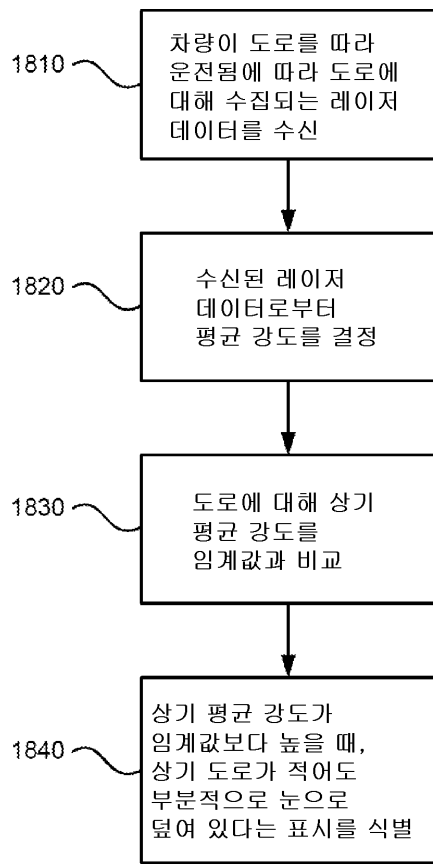 1810
차량이 도로를 따라
운전됨에 따라 도로에
대해 수집되는 레이저
데이터를 수신
1820
수신된 레이저
데이터로부터
평균 강도를 결정
1830
도로에 대해 상기
평균 강도를
임계값과 비교
1840
상기 평균 강도가
임계값보다 높을 때,
상기 도로가 적어도
부분적으로 눈으로
덮여 있다는 표시를 식별